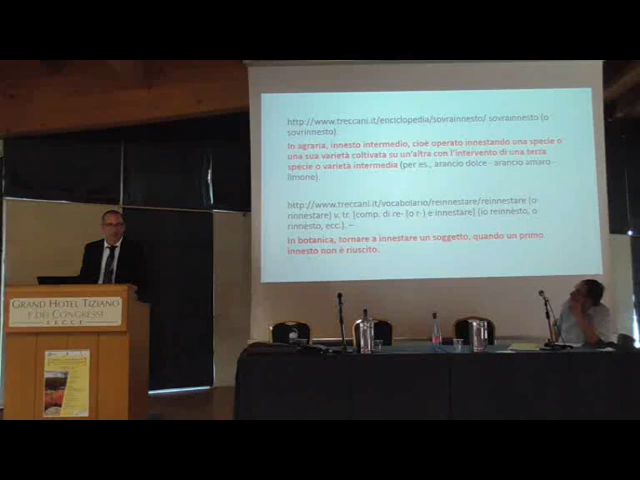 http://www.treccani.it/enciclopedia/sovrainnesto/ sovrainnesto (o
sovrinnesto).
In agraria, innesto intermedio, cioè operato innestando una specie o
una sua varietà coltivata su un'altra con l'intervento di una terza
specie o varietà intermedia (per es., arancio dolce - arancio amaro -
limone).
http://www.treccani.it/vocabolario/reinnestare/reinnestare (o
rinnestare) v. tr. [comp. di re- (o r-) e innestare] (io reinnèsto, o
rinnèsto, ecc.). –
In botanica, tornare a innestare un soggetto, quando un primo
innesto non è riuscito.
GRAND HOTEL TIZIANO
E DEI CONGRESSI
LECCE